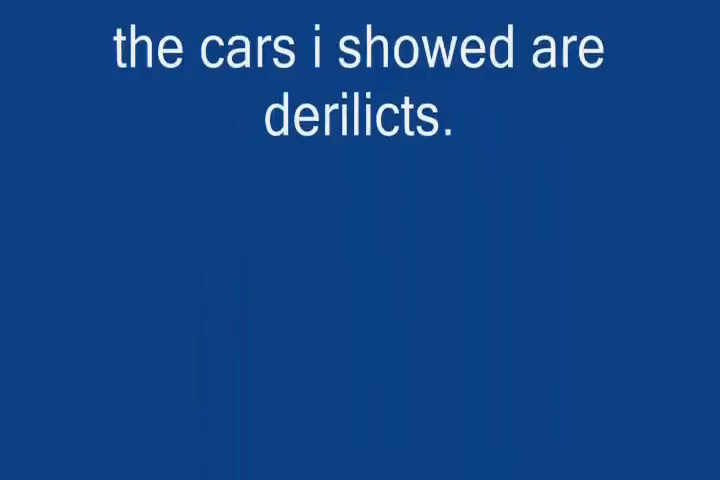 the cars i showed are
derilicts.